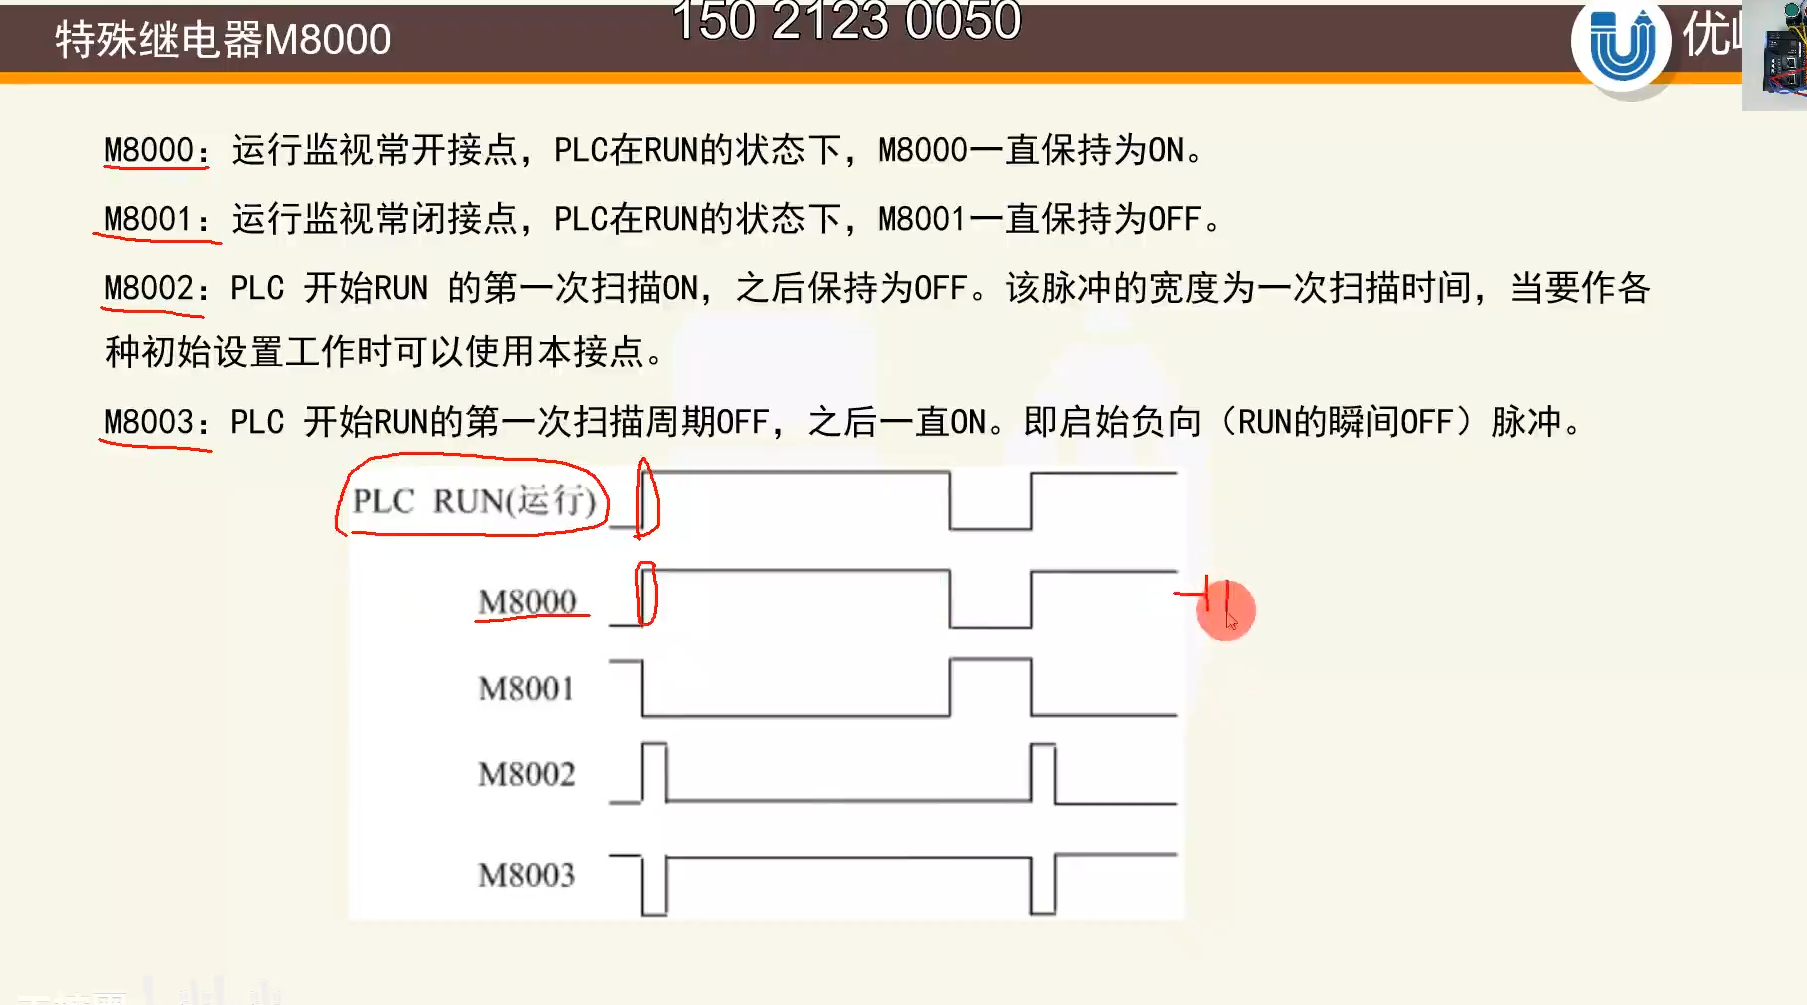 150 2123 0050
特殊继电器M8000
优
M8000：运行监视常开接点，PLC在RUN的状态下，M8000一直保持为ON。
M8001：运行监视常闭接点，PLC在RUN的状态下，M8001一直保持为OFF。
M8002：PLC 开始RUN 的第一次扫描ON，之后保持为OFF。该脉冲的宽度为一次扫描时间，当要作各
种初始设置工作时可以使用本接点。
M8003：PLC 开始RUN的第一次扫描周期OFF，之后一直ON。即启始负向（RUN的瞬间OFF）脉冲。
PLC RUN(运行)
M8000
M8001
M8002
M8003